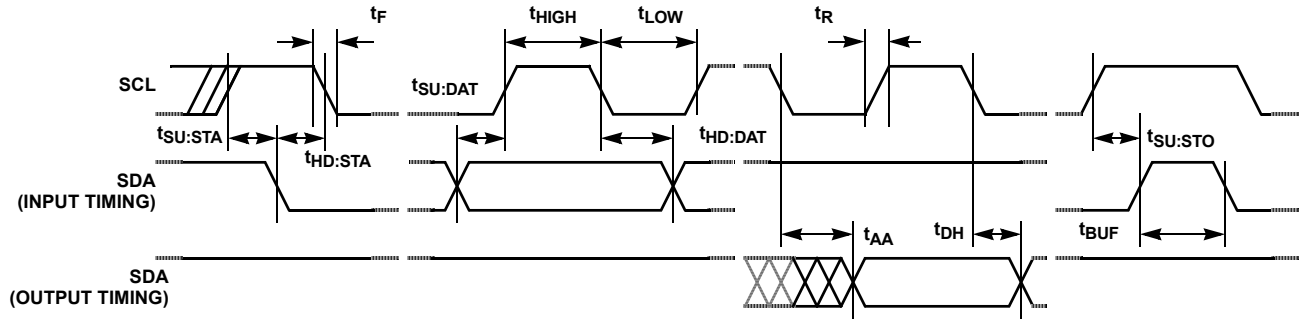 tF
tHIGH
tLOW
tR
SCL
tSU:DAT
tSU:STA
tHD:STA
tHD:DAT
tSU:STO
SDA
(INPUT TIMING)
tAA
tDH
tBUF
SDA
(OUTPUT TIMING)